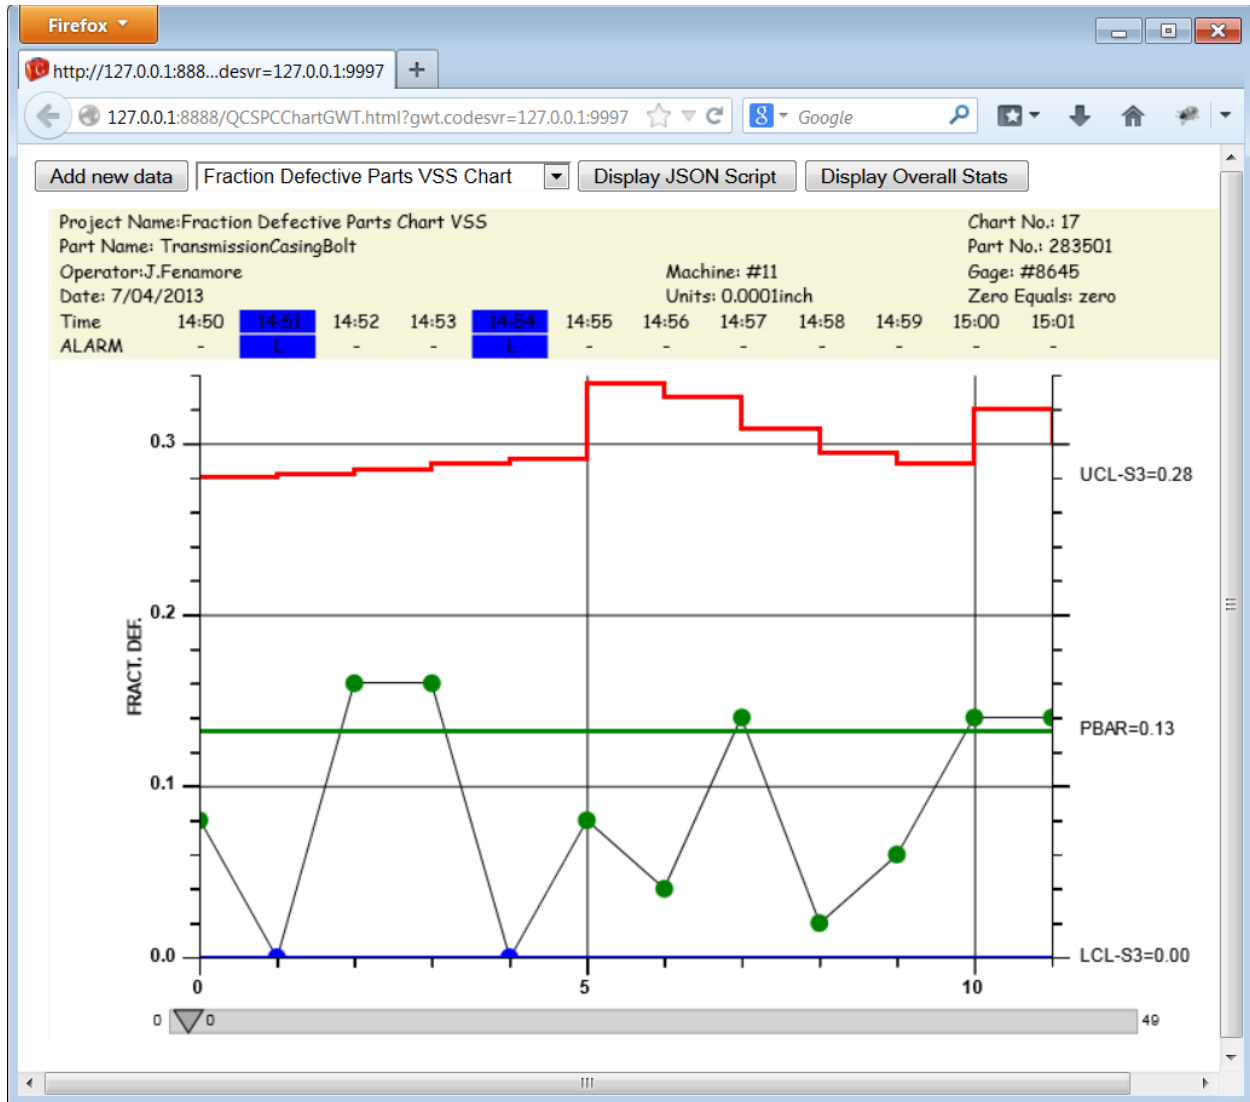 Firefox
http://127.0.0.1:888...desvr=127.0.0.1:9997 +
127.0.0.1:8888/QCSPCChartGWT.html?gwt.codesvr=127.0.0.1:9997 8 Google
Add new data Fraction Defective Parts VSS Chart Display JSON Script Display Overall Stats
Project Name:Fraction Defective Parts Chart VSS Chart No.: 17
Part Name: TransmissionCasingBolt Part No.: 283501
Operator:J.Fenamore Machine: #11 Gage: #8645
Date: 7/04/2013 Units: 0.0001inch Zero Equals: zero
Time 14:50 14:51 14:52 14:53 14:54 14:55 14:56 14:57 14:58 14:59 15:00 15:01
ALARM - L - - L - - - - - - -
0.3
UCL-S3=0.28
0.2
FRACT. DEF.
PBAR=0.13
0.1
0.0 LCL-S3=0.00
0 5 10
0 0 49